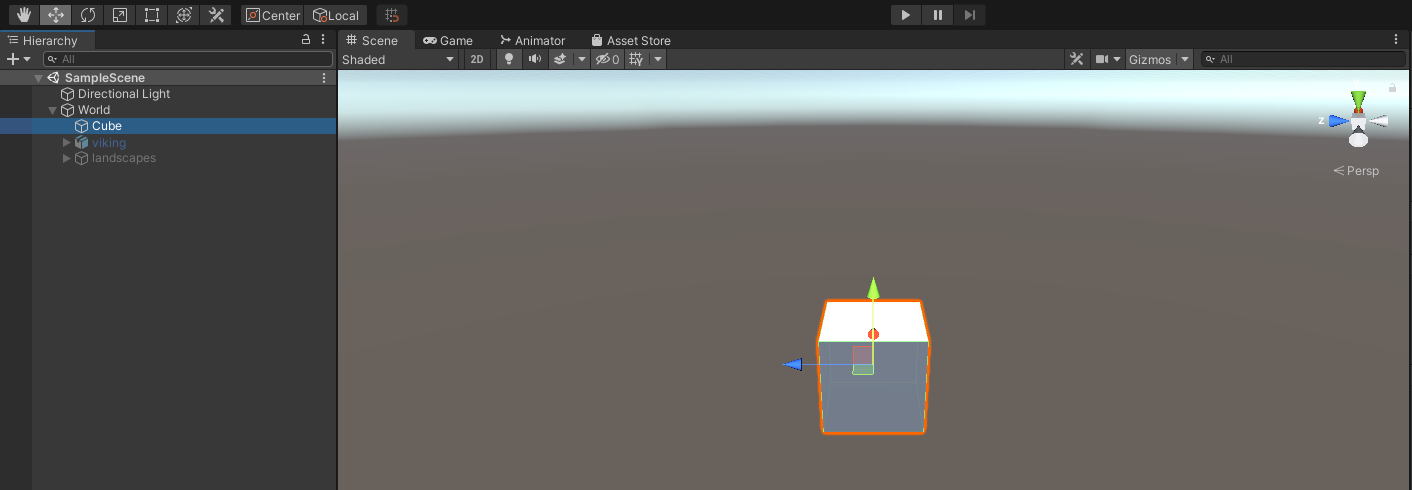 Center Local
Hierarchy
All
SampleScene
Directional Light
World
Cube
viking
landscapes
Scene Game Animator Asset Store
Shaded 2D 0 Gizmos All
z
Persp